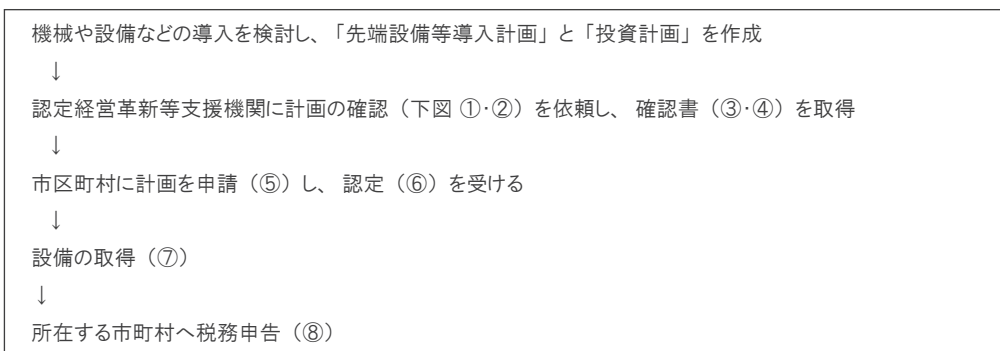 機械や設備などの導入を検討し、「先端設備等導入計画」と「投資計画」を作成
↓
認定経営革新等支援機関に計画の確認（下図 ①・②）を依頼し、 確認書（③・④）を取得
↓
市区町村に計画を申請（⑤）し、 認定（⑥）を受ける
↓
設備の取得（⑦）
↓
所在する市町村へ税務申告（⑧）